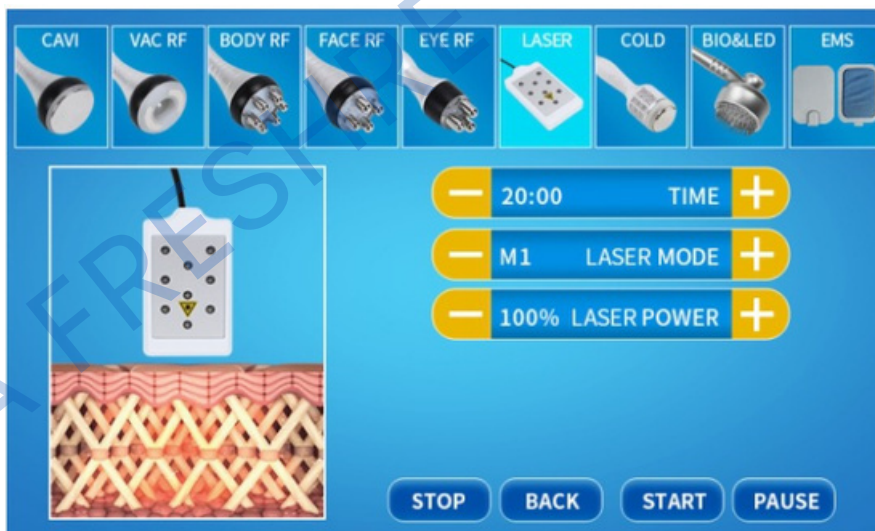 CAVI VAC RF BODY RF FACE RF EYE RF LASER COLD BIO&LED EMS
20:00 TIME
M1 LASER MODE
100% LASER POWER
STOP BACK START PAUSE
A FRESHRE